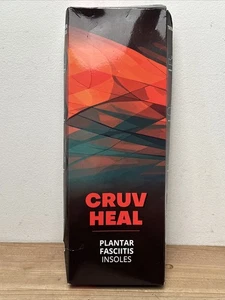 CRUV
HEAL
PLANTAR
FASCIITIS
INSOLES